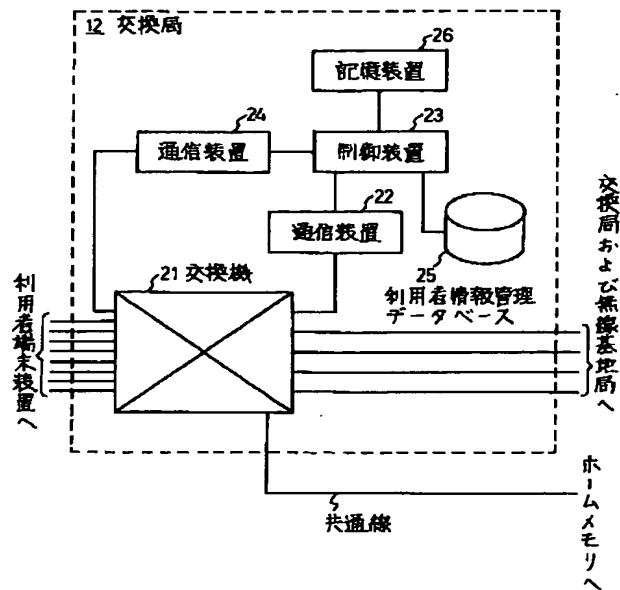 12 交換局
26
記憶装置
24
通信装置
23
制御装置
22
通信装置
25
利用者情報管理
データベース
21 交換機
利用者端末装置へ
交換局および無線基地局へ
共通線
ホームメモリへ